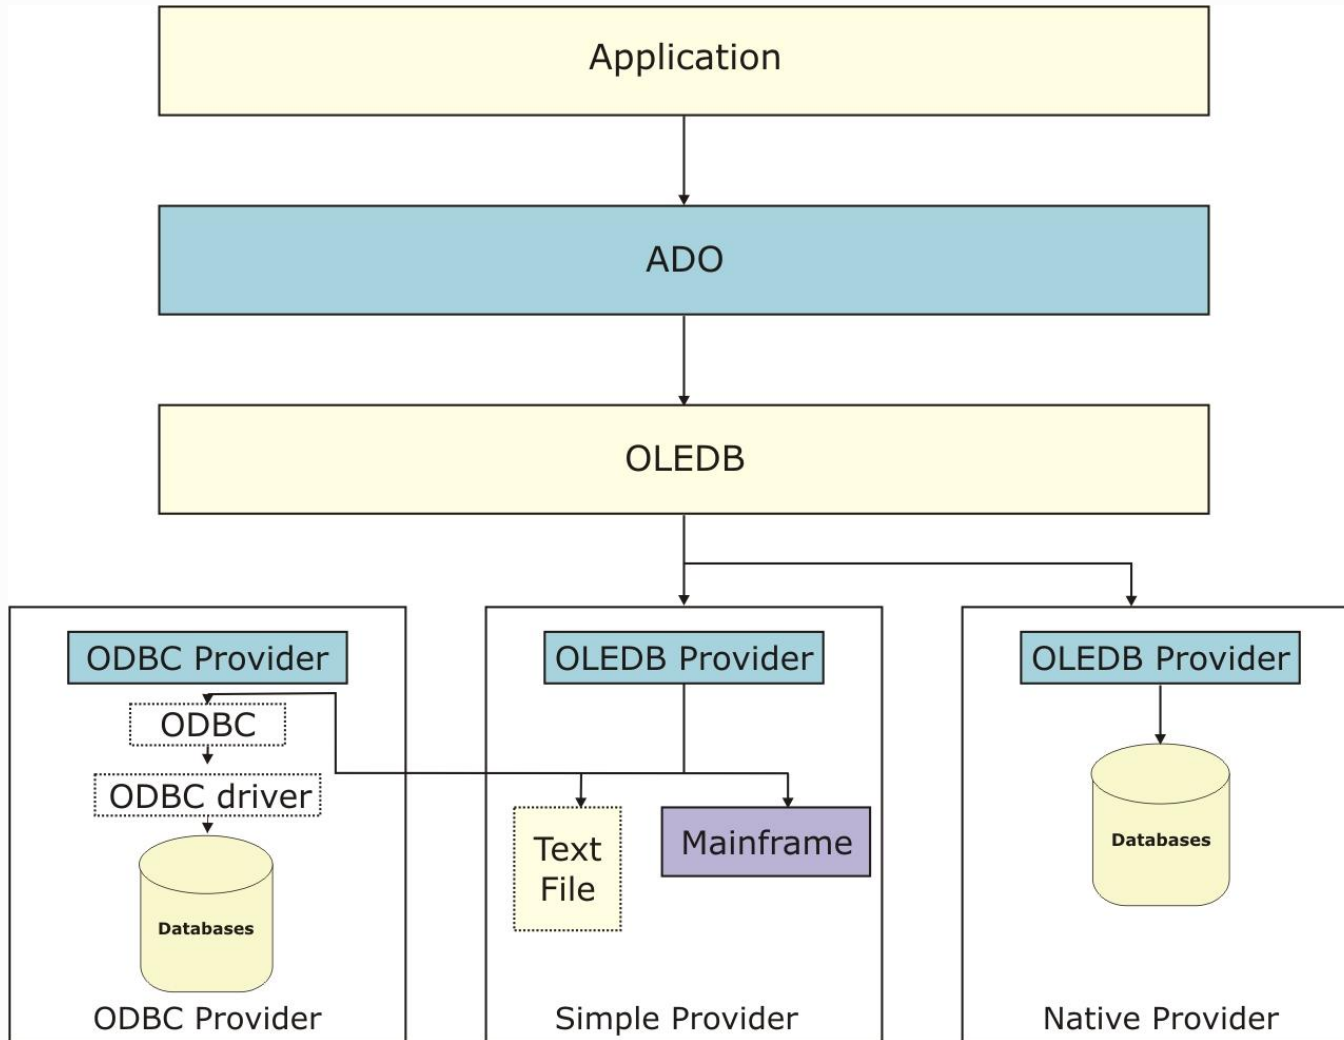 Application
ADO
OLEDB
ODBC Provider
ODBC
ODBC driver
Databases
ODBC Provider
OLEDB Provider
Text
File
Mainframe
Simple Provider
OLEDB Provider
Databases
Native Provider